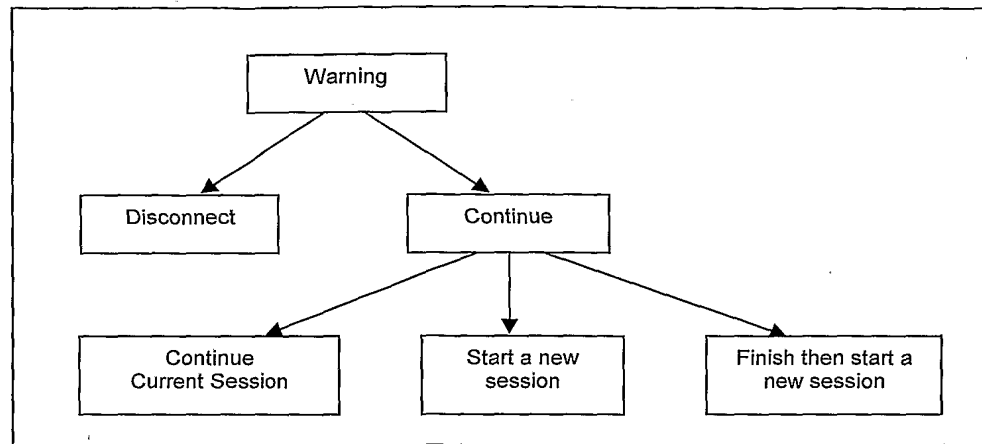 Warning
Disconnect
Continue
Continue
Current Session
Start a new
session
Finish then start a
new session